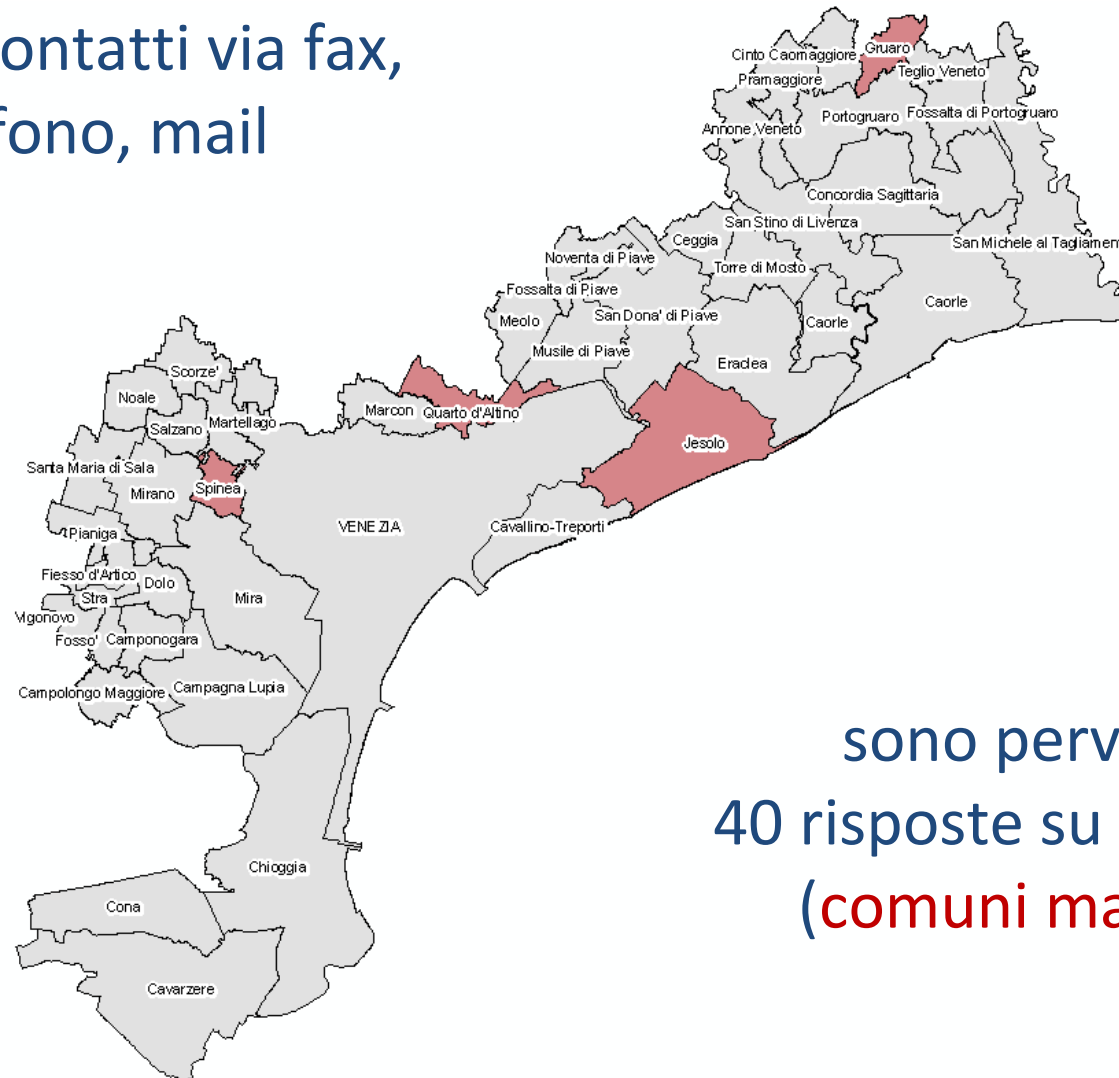 ontatti via fax,
fono, mail
Cinto Caomaggiore
Gruaro
Pramaggiore
Teglio Veneto
Annone Veneto
Portogruaro
Fossalta di Portogruaro
Concordia Sagittaria
San Stino di Livenza
Ceggia
San Michele al Tagliamen
Noventa di Piave
Torre di Mosto
Fossalta di Piave
Caorle
Meolo
San Dona' di Piave
Caorle
Musile di Piave
Eraclea
Scorze'
Noale
Marcon
Quarto d'Altino
Salzano
Martellago
Jesolo
Santa Maria di Sala
Mirano
Spinea
VENEZIA
Cavallino-Treporti
Pianiga
Fiesso d'Artico
Dolo
Stra
Mira
Vigonovo
Fosso'
Camponogara
Campolongo Maggiore
Campagna Lupia
sono perv
40 risposte su
(comuni ma
Chioggia
Cona
Cavarzere